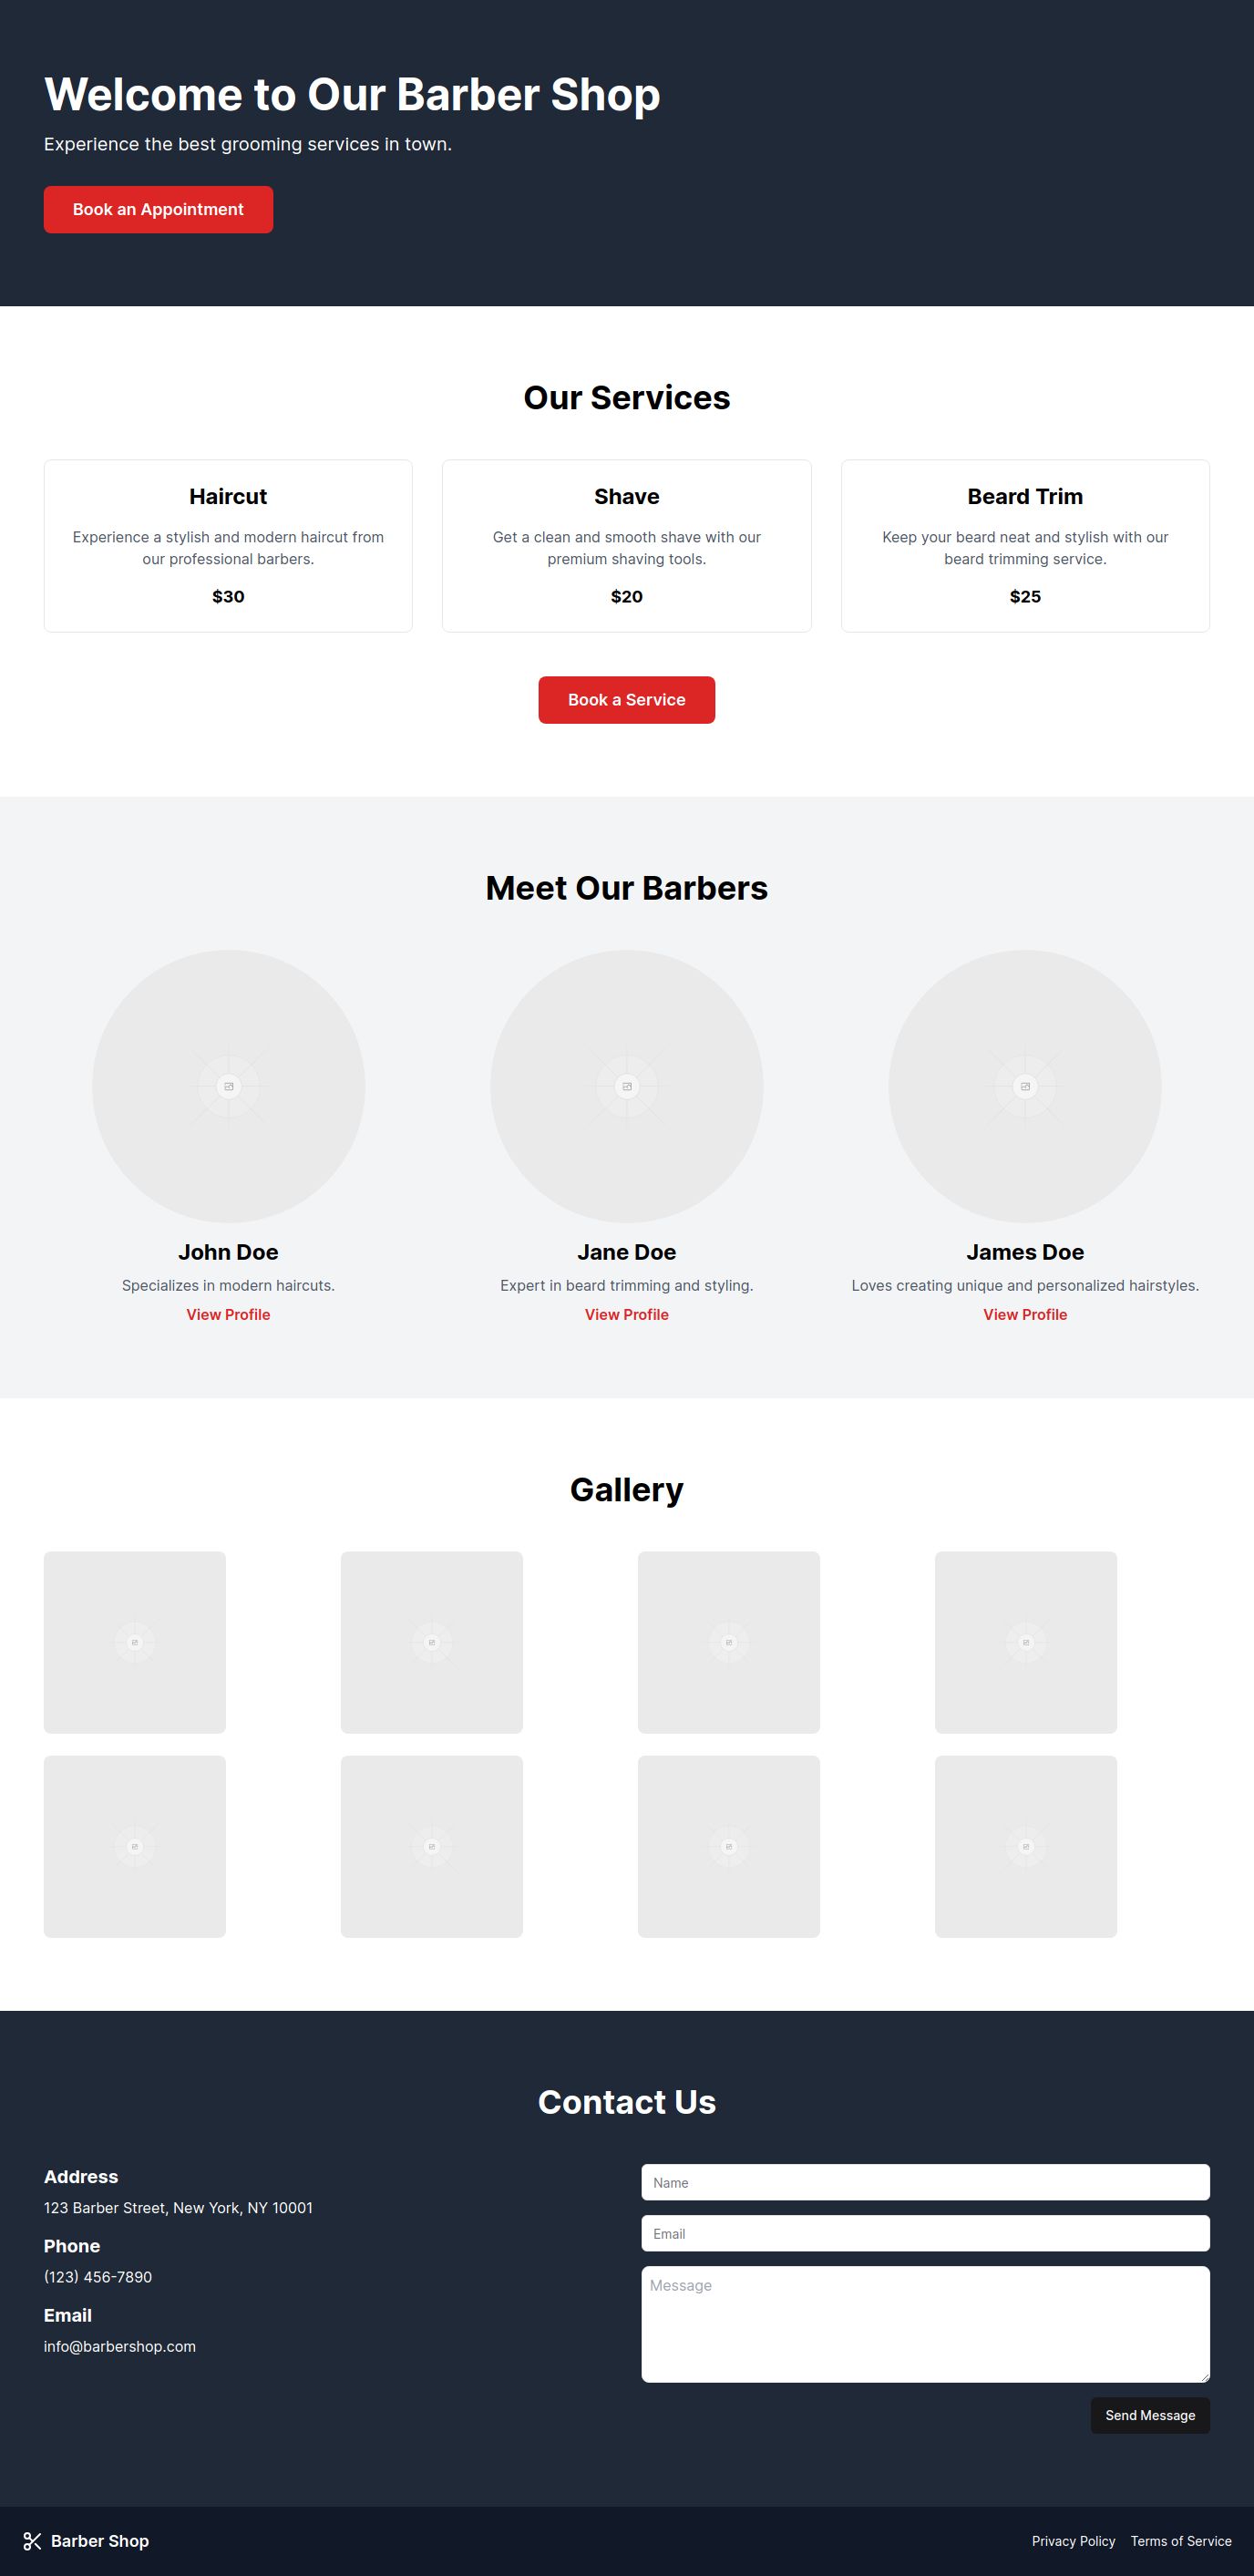 Welcome to Our Barber Shop
Experience the best grooming services in town.
Book an Appointment
Our Services
Haircut
Experience a stylish and modern haircut from
our professional barbers.
$30
Shave
Get a clean and smooth shave with our
premium shaving tools.
$20
Beard Trim
Keep your beard neat and stylish with our
beard trimming service.
$25
Book a Service
Meet Our Barbers
John Doe
Specializes in modern haircuts.
View Profile
Jane Doe
Expert in beard trimming and styling.
View Profile
James Doe
Loves creating unique and personalized hairstyles.
View Profile
Gallery
Contact Us
Address
123 Barber Street, New York, NY 10001
Phone
(123) 456-7890
Email
info@barbershop.com
Name
Email
Message
Send Message
Barber Shop
Privacy Policy
Terms of Service